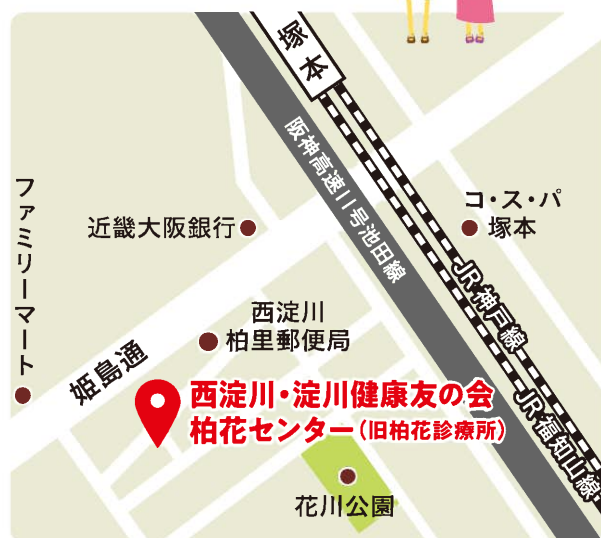 塚本
阪神高速一一号池田線
コ・ス・パ
塚本
近畿大阪銀行
ファミリーマート
JR神戸線
西淀川
柏里郵便局
姫島通
西淀川・淀川健康友の会
柏花センター(旧柏花診療所)
JR福知山線
花川公園